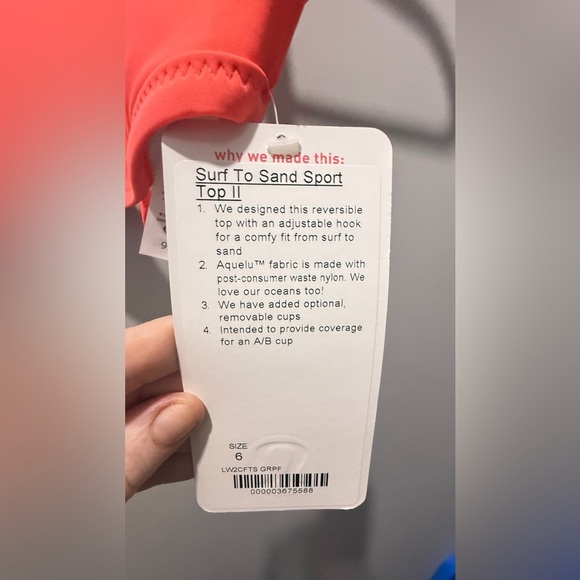 why we made this:
Surf To Sand Sport
Top II
1. We designed this reversible
top with an adjustable hook
for a comfy fit from surf to
sand
2. Aquelu™ fabric is made with
post-consumer waste nylon. We
love our oceans too!
3. We have added optional,
removable cups
4. Intended to provide coverage
for an A/B cup
SIZE
6
LW2CFTS GRPF
000003675588